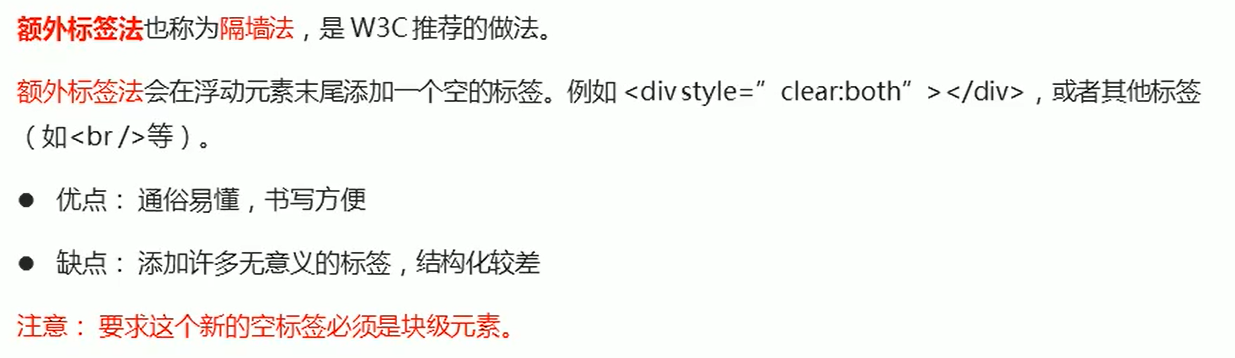 额外标签法也称为隔墙法，是 W3C 推荐的做法。
额外标签法会在浮动元素末尾添加一个空的标签。例如 <div style=” clear:both” ></div>，或者其他标签
（如<br />等）。
● 优点： 通俗易懂，书写方便
● 缺点： 添加许多无意义的标签，结构化较差
注意： 要求这个新的空标签必须是块级元素。